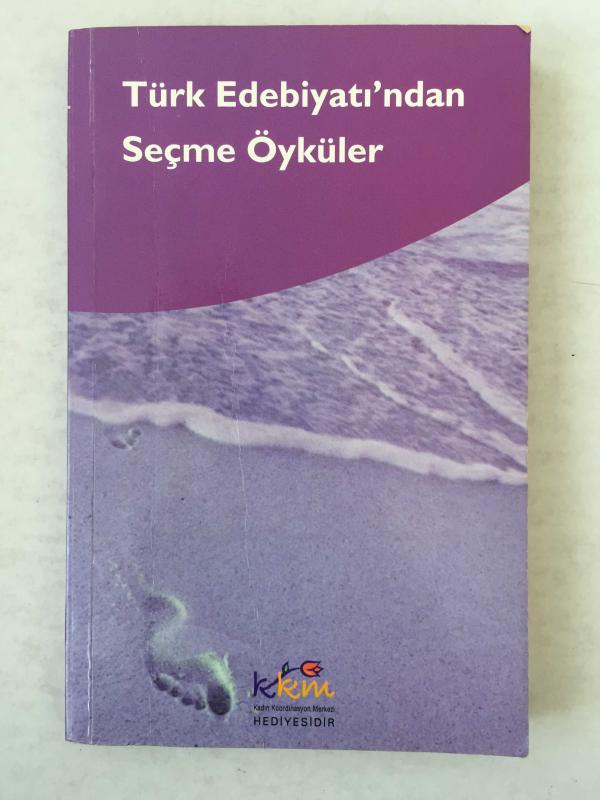 Türk Edebiyatı'ndan
Seçme Öyküler
kkm
Kadın Koordinasyon Merkezi
HEDİYESİDİR